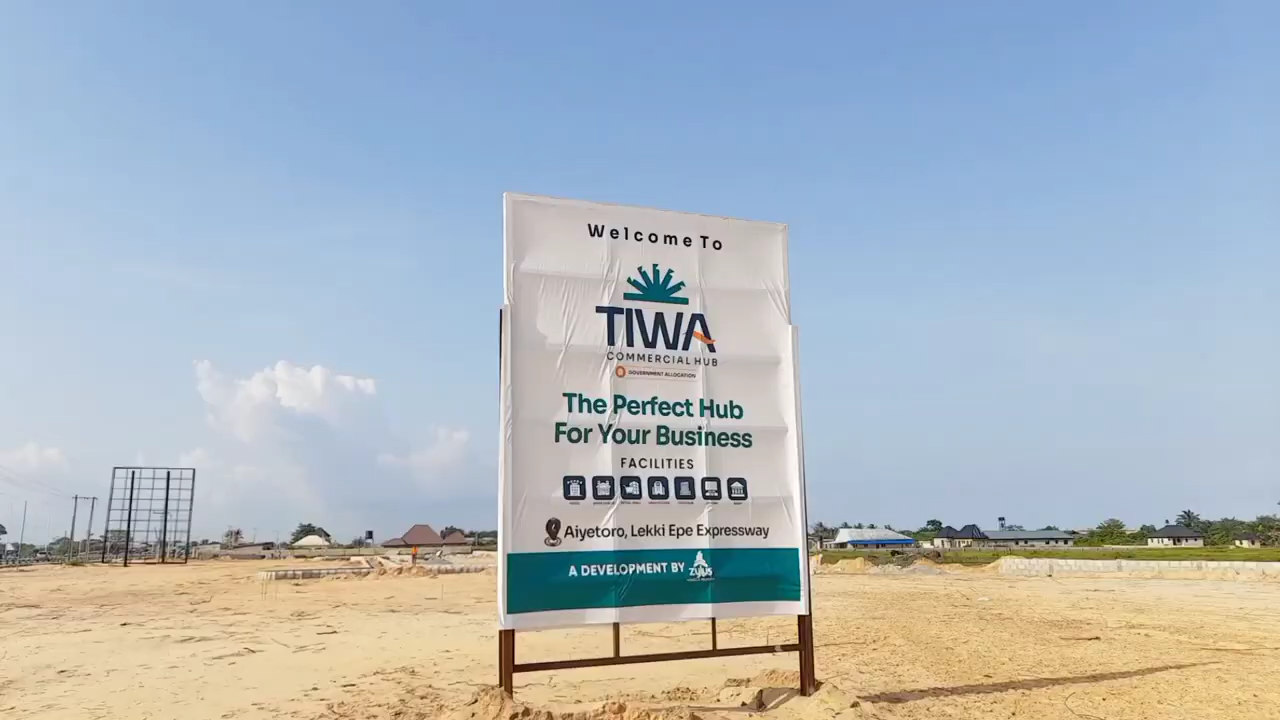 Welcome To
TIWA
COMMERCIAL HUB
GOVERNMENT ALLOCATION
The Perfect Hub
For Your Business
FACILITIES
Aiyetoro, Lekki Epe Expressway
A DEVELOPMENT BY